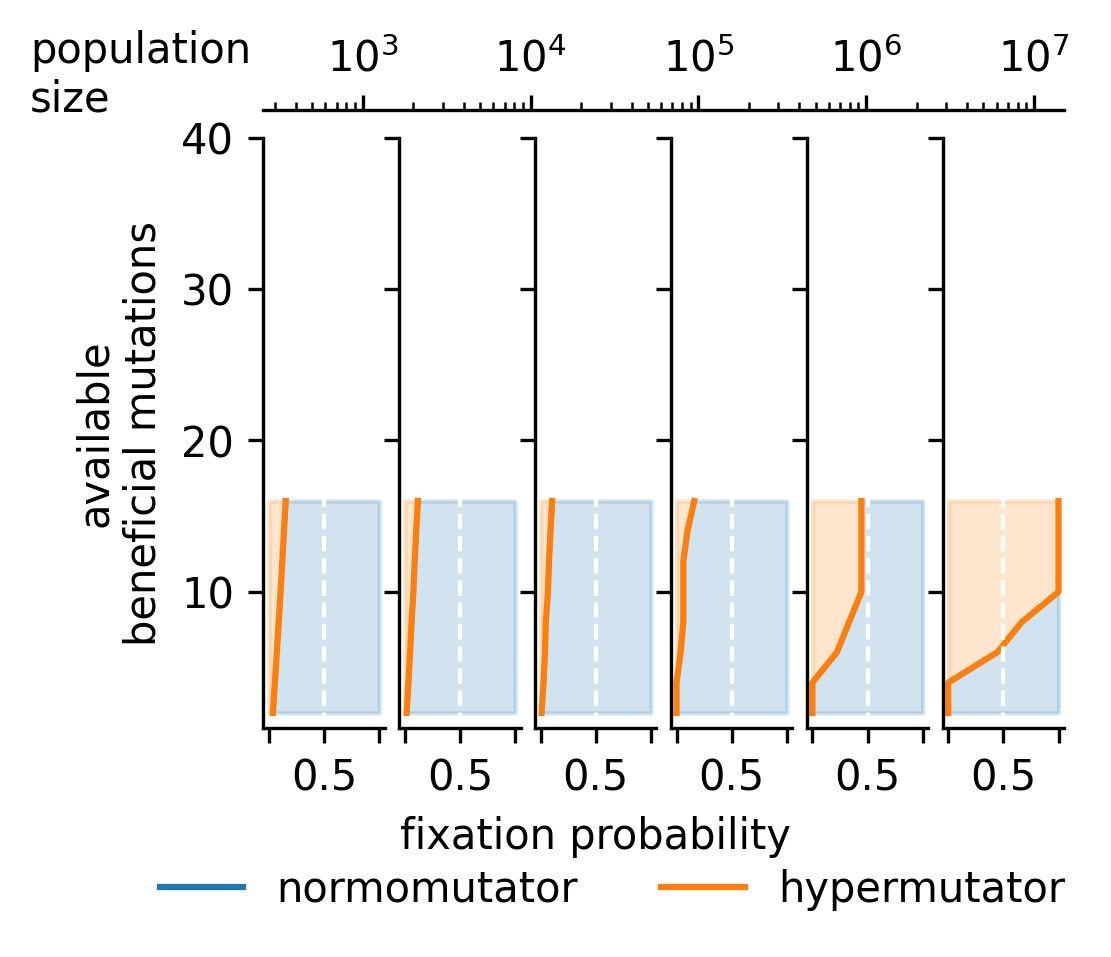 population
size
10³ 10⁴ 10⁵ 10⁶ 10⁷
available
beneficial mutations
40
30
20
10
0.5 0.5 0.5 0.5 0.5 0.5
fixation probability
normomutator hypermutator